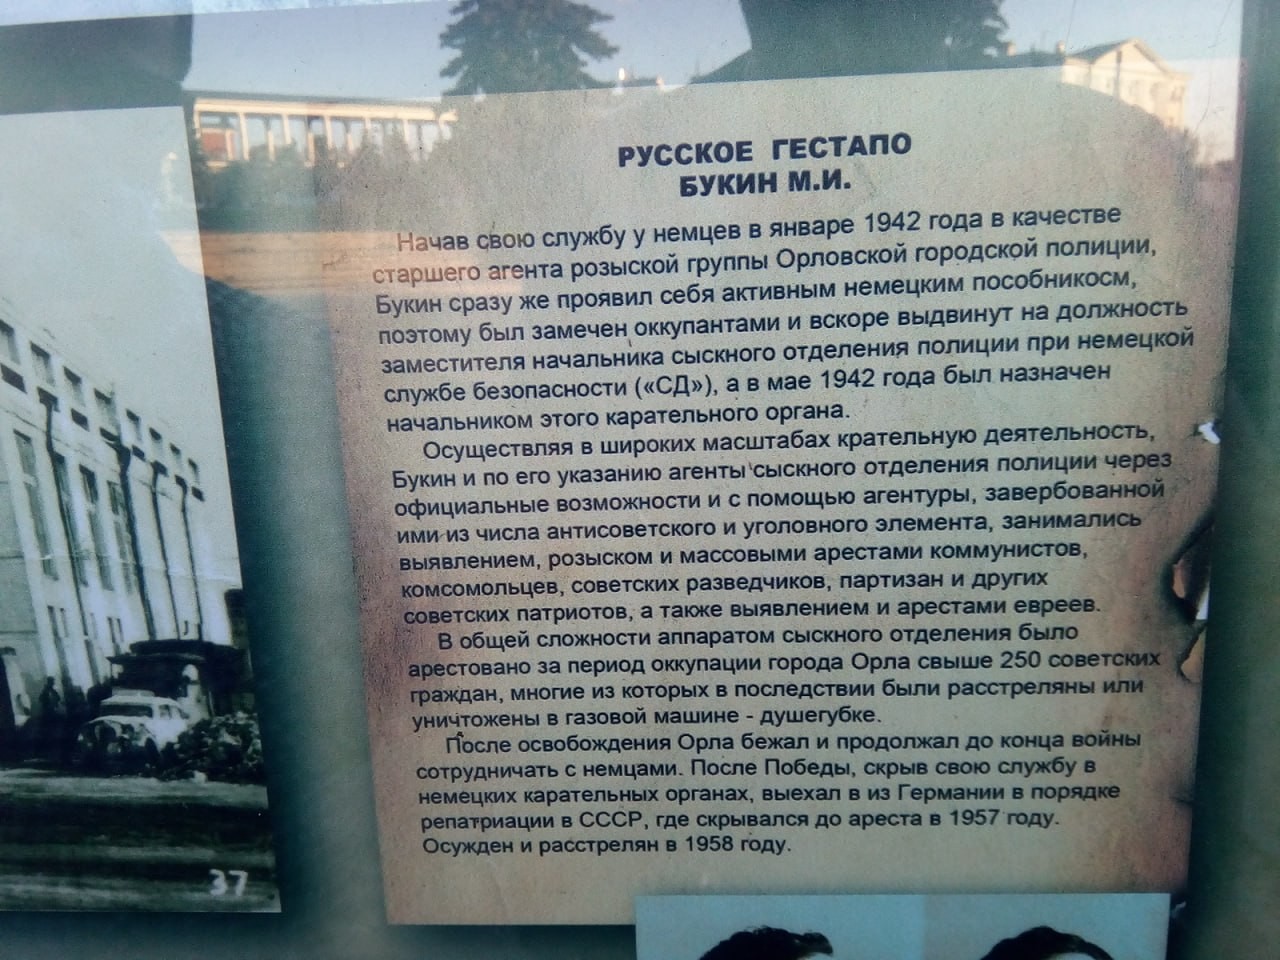 РУССКОЕ ГЕСТАПО
БУКИН М.И.
Начав свою службу у немцев в январе 1942 года в качестве
старшего агента розыской группы Орловской городской полиции,
Букин сразу же проявил себя активным немецким пособникосм,
поэтому был замечен оккупантами и вскоре выдвинут на должность
заместителя начальника сыскного отделения полиции при немецкой
службе безопасности («СД»), а в мае 1942 года был назначен
начальником этого карательного органа.
Осуществляя в широких масштабах крательную деятельность,
Букин и по его указанию агенты сыскного отделения полиции через
официальные возможности и с помощью агентуры, завербованной
ими из числа антисоветского и уголовного элемента, занимались
выявлением, розыском и массовыми арестами коммунистов,
комсомольцев, советских разведчиков, партизан и других
советских патриотов, а также выявлением и арестами евреев.
В общей сложности аппаратом сыскного отделения было
арестовано за период оккупации города Орла свыше 250 советских
граждан, многие из которых в последствии были расстреляны или
уничтожены в газовой машине - душегубке.
После освобождения Орла бежал и продолжал до конца войны
сотрудничать с немцами. После Победы, скрыв свою службу в
немецких карательных органах, выехал в из Германии в порядке
репатриации в СССР, где скрывался до ареста в 1957 году.
Осужден и расстрелян в 1958 году.
37